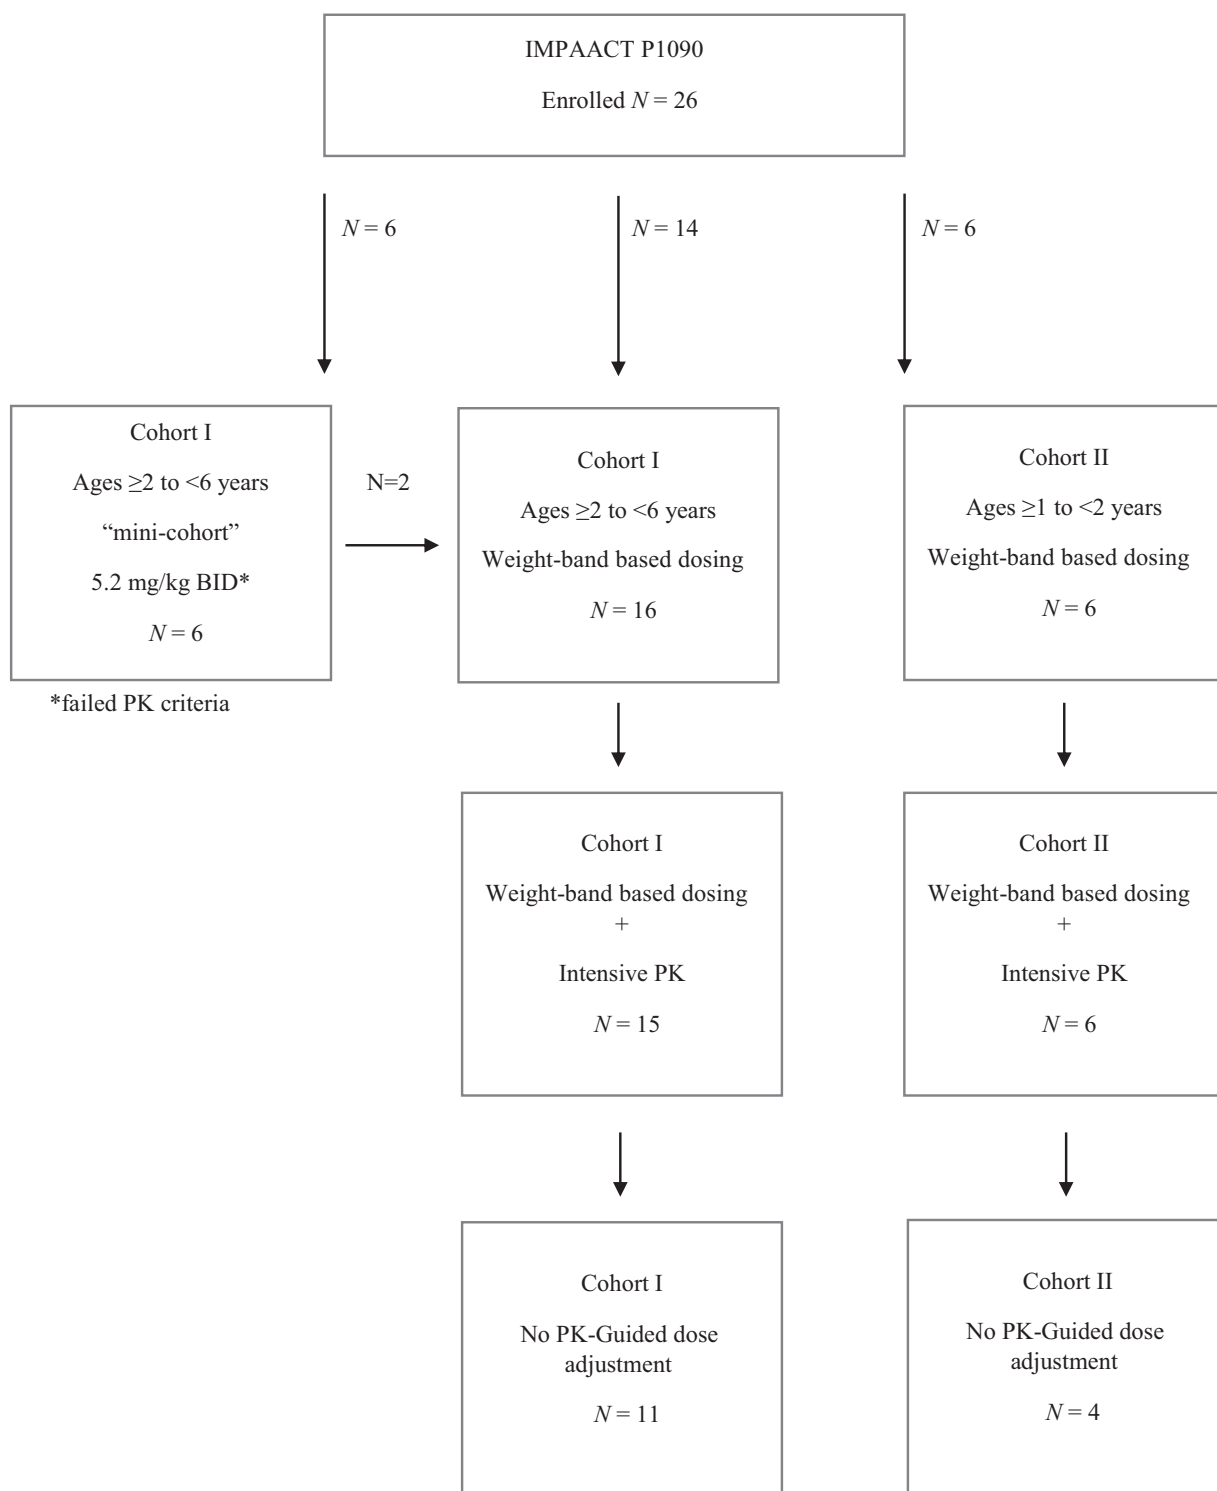 IMPAACT P1090
Enrolled N = 26
N = 6
N = 14
N = 6
Cohort I
Ages ≥2 to <6 years
“mini-cohort”
5.2 mg/kg BID*
N = 6
*failed PK criteria
N=2
Cohort I
Ages ≥2 to <6 years
Weight-band based dosing
N = 16
Cohort II
Ages ≥1 to <2 years
Weight-band based dosing
N = 6
Cohort I
Weight-band based dosing
+
Intensive PK
N = 15
Cohort II
Weight-band based dosing
+
Intensive PK
N = 6
Cohort I
No PK-Guided dose
adjustment
N = 11
Cohort II
No PK-Guided dose
adjustment
N = 4